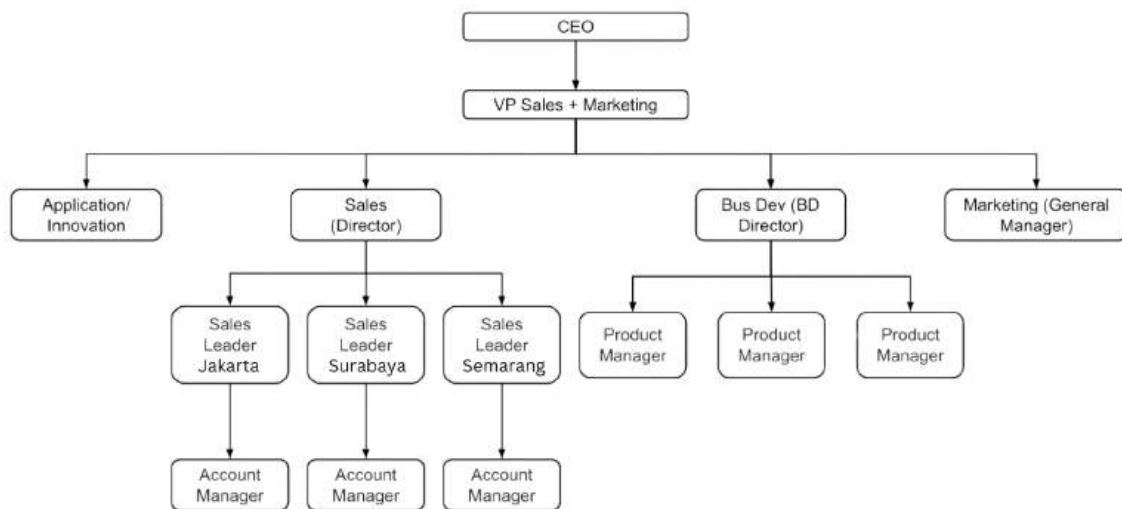 CEO
VP Sales + Marketing
Application/
Innovation
Sales
(Director)
Bus Dev (BD
Director)
Marketing (General
Manager)
Sales
Leader
Jakarta
Sales
Leader
Surabaya
Sales
Leader
Semarang
Product
Manager
Product
Manager
Product
Manager
Account
Manager
Account
Manager
Account
Manager